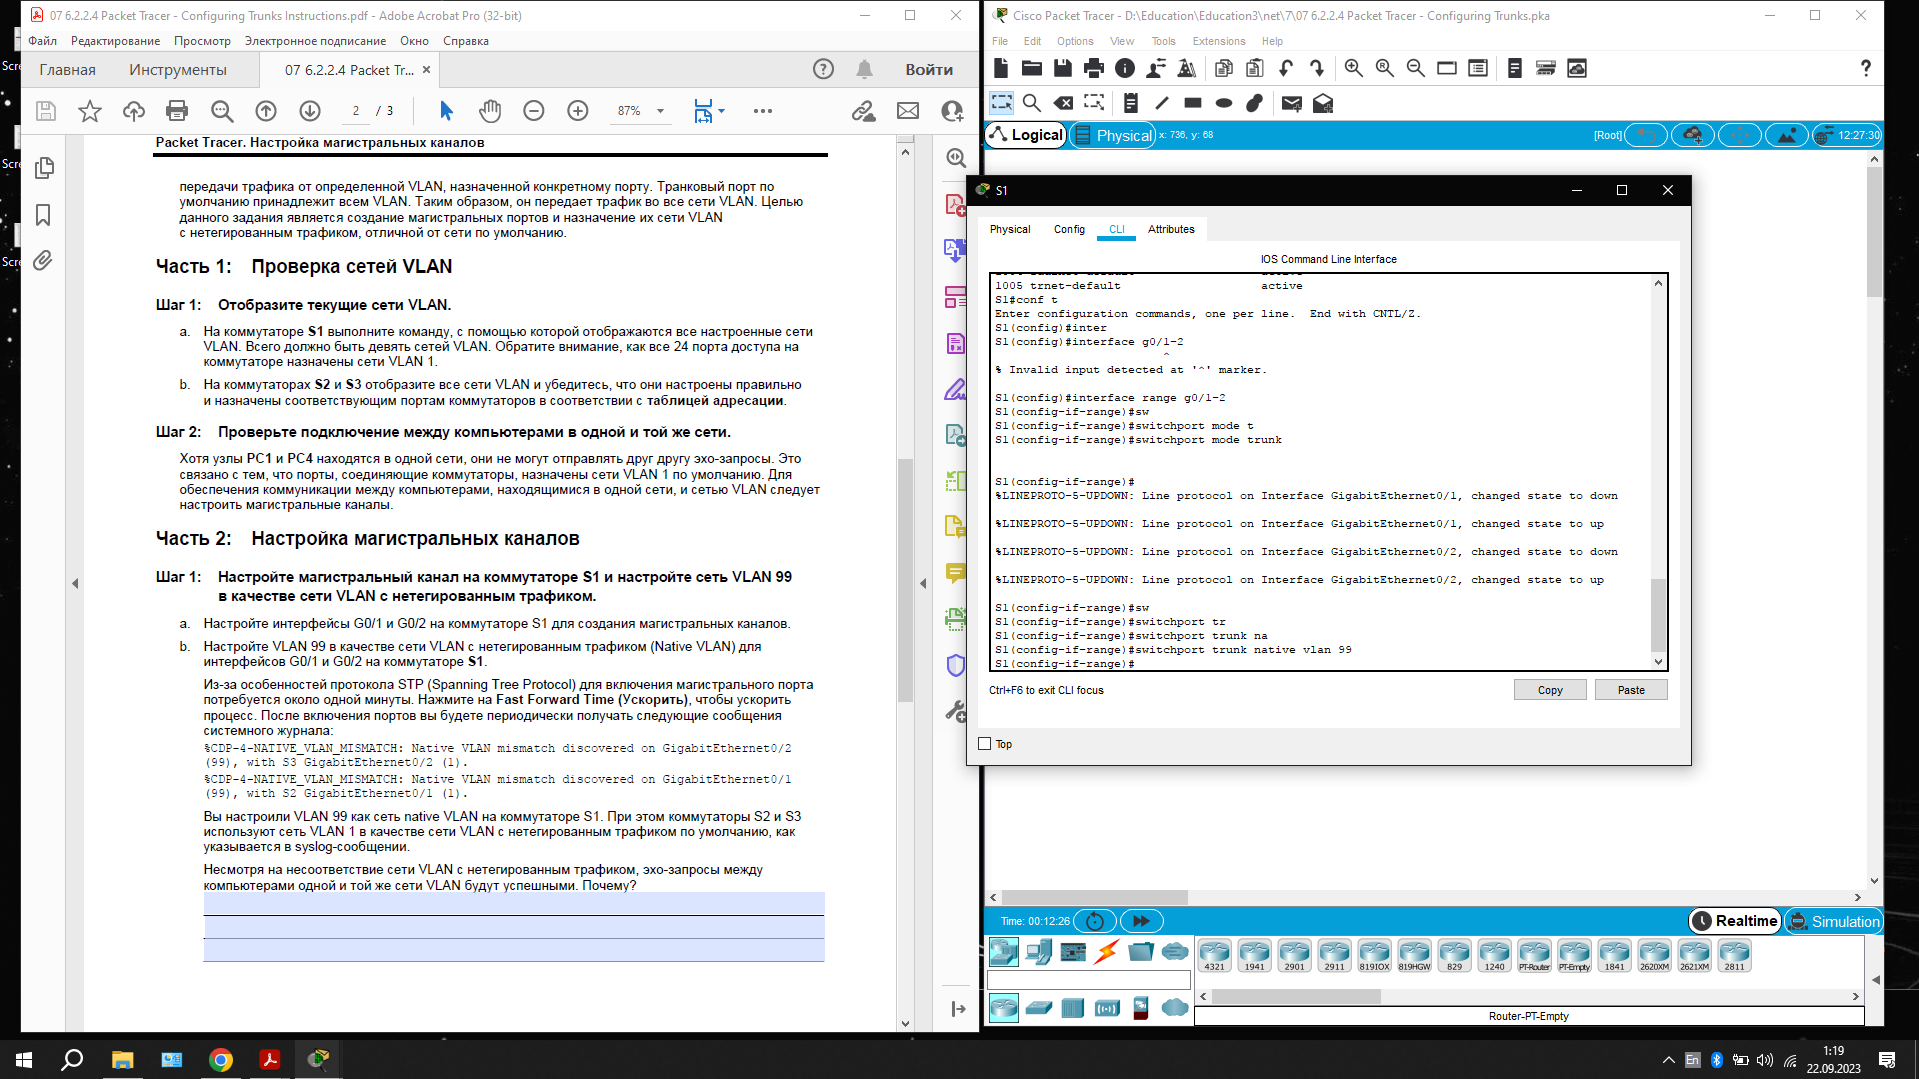 07 6.2.2.4 Packet Tracer - Configuring Trunks Instructions.pdf - Adobe Acrobat Pro (32-bit)
Файл Редактирование Просмотр Электронное подписание Окно Справка
Главная Инструменты 07 6.2.2.4 Packet Tr... × Войти
2 / 3 87%
Packet Tracer. Настройка магистральных каналов
передачи трафика от определенной VLAN, назначенной конкретному порту. Транковый порт по
умолчанию принадлежит всем VLAN. Таким образом, он передает трафик во все сети VLAN. Целью
данного задания является создание магистральных портов и назначение их сети VLAN
с нетегированным трафиком, отличной от сети по умолчанию.
Часть 1: Проверка сетей VLAN
Шаг 1: Отобразите текущие сети VLAN.
a. На коммутаторе S1 выполните команду, с помощью которой отображаются все настроенные сети
VLAN. Всего должно быть девять сетей VLAN. Обратите внимание, как все 24 порта доступа на
коммутаторе назначены сети VLAN 1.
b. На коммутаторах S2 и S3 отобразите все сети VLAN и убедитесь, что они настроены правильно
и назначены соответствующим портам коммутаторов в соответствии с таблицей адресации.
Шаг 2: Проверьте подключение между компьютерами в одной и той же сети.
Хотя узлы PC1 и PC4 находятся в одной сети, они не могут отправлять друг другу эхо-запросы. Это
связано с тем, что порты, соединяющие коммутаторы, назначены сети VLAN 1 по умолчанию. Для
обеспечения коммуникации между компьютерами, находящимися в одной сети, и сетью VLAN следует
настроить магистральные каналы.
Часть 2: Настройка магистральных каналов
Шаг 1: Настройте магистральный канал на коммутаторе S1 и настройте сеть VLAN 99
в качестве сети VLAN с нетегированным трафиком.
a. Настройте интерфейсы G0/1 и G0/2 на коммутаторе S1 для создания магистральных каналов.
b. Настройте VLAN 99 в качестве сети VLAN с нетегированным трафиком (Native VLAN) для
интерфейсов G0/1 и G0/2 на коммутаторе S1.
Из-за особенностей протокола STP (Spanning Tree Protocol) для включения магистрального порта
потребуется около одной минуты. Нажмите на Fast Forward Time (Ускорить), чтобы ускорить
процесс. После включения портов вы будете периодически получать следующие сообщения
системного журнала:
%CDP-4-NATIVE_VLAN_MISMATCH: Native VLAN mismatch discovered on GigabitEthernet0/2
(99), with S3 GigabitEthernet0/2 (1).
%CDP-4-NATIVE_VLAN_MISMATCH: Native VLAN mismatch discovered on GigabitEthernet0/1
(99), with S2 GigabitEthernet0/1 (1).
Вы настроили VLAN 99 как сеть native VLAN на коммутаторе S1. При этом коммутаторы S2 и S3
используют сеть VLAN 1 в качестве сети VLAN с нетегированным трафиком по умолчанию, как
указывается в syslog-сообщении.
Несмотря на несоответствие сети VLAN с нетегированным трафиком, эхо-запросы между
компьютерами одной и той же сети VLAN будут успешными. Почему?
Cisco Packet Tracer - D:\Education\Education3\net\7\07 6.2.2.4 Packet Tracer - Configuring Trunks.pka
File Edit Options View Tools Extensions Help
Logical Physical x: 736, y: 68 [Root] 12:27:30
S1
Physical Config CLI Attributes
IOS Command Line Interface
1005 trnet-default active
S1#conf t
Enter configuration commands, one per line. End with CNTL/Z.
S1(config)#inter
S1(config)#interface g0/1-2
^
% Invalid input detected at '^' marker.
S1(config)#interface range g0/1-2
S1(config-if-range)#sw
S1(config-if-range)#switchport mode t
S1(config-if-range)#switchport mode trunk
S1(config-if-range)#
%LINEPROTO-5-UPDOWN: Line protocol on Interface GigabitEthernet0/1, changed state to down
%LINEPROTO-5-UPDOWN: Line protocol on Interface GigabitEthernet0/1, changed state to up
%LINEPROTO-5-UPDOWN: Line protocol on Interface GigabitEthernet0/2, changed state to down
%LINEPROTO-5-UPDOWN: Line protocol on Interface GigabitEthernet0/2, changed state to up
S1(config-if-range)#sw
S1(config-if-range)#switchport tr
S1(config-if-range)#switchport trunk na
S1(config-if-range)#switchport trunk native vlan 99
S1(config-if-range)#
Ctrl+F6 to exit CLI focus Copy Paste
Top
Time: 00:12:26 Realtime Simulation
4321 1941 2901 2911 819IOX 819HGW 829 1240 PT-Router PT-Empty 1841 2620XM 2621XM 2811
Router-PT-Empty
En 1:19
22.09.2023